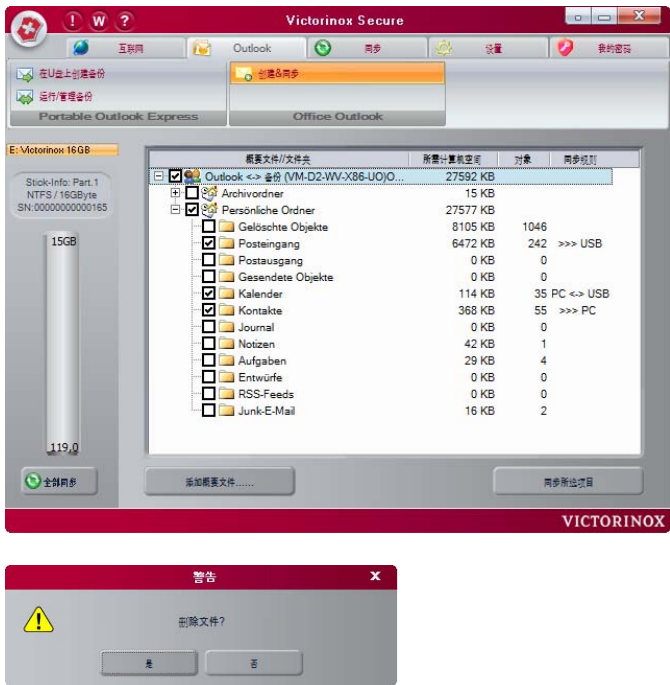 ! W ? Victorinox Secure X
互联网 Outlook 同步 设置 我的密码
在U盘上创建备份 创建&同步
运行/管理备份
Portable Outlook Express Office Outlook
E: Victorinox 16GB
Stick-Info: Part.1
NTFS / 16GByte
SN:00000000000165
15GB
119,0
全部同步
概要文件//文件夹 所需计算机空间 对象 同步规则
Outlook <-> 备份 (VM-D2-WV-X86-UO)O... 27592 KB
Archivordner 15 KB
Persönliche Ordner 27577 KB
Gelöschte Objekte 8105 KB 1046
Posteingang 6472 KB 242 >>> USB
Postausgang 0 KB 0
Gesendete Objekte 0 KB 0
Kalender 114 KB 35 PC <-> USB
Kontakte 368 KB 55 >>> PC
Journal 0 KB 0
Notizen 42 KB 1
Aufgaben 29 KB 4
Entwürfe 0 KB 0
RSS-Feeds 0 KB 0
Junk-E-Mail 16 KB 2
添加概要文件...... 同步所选项目
VICTORINOX
警告 X
删除文件?
是 否